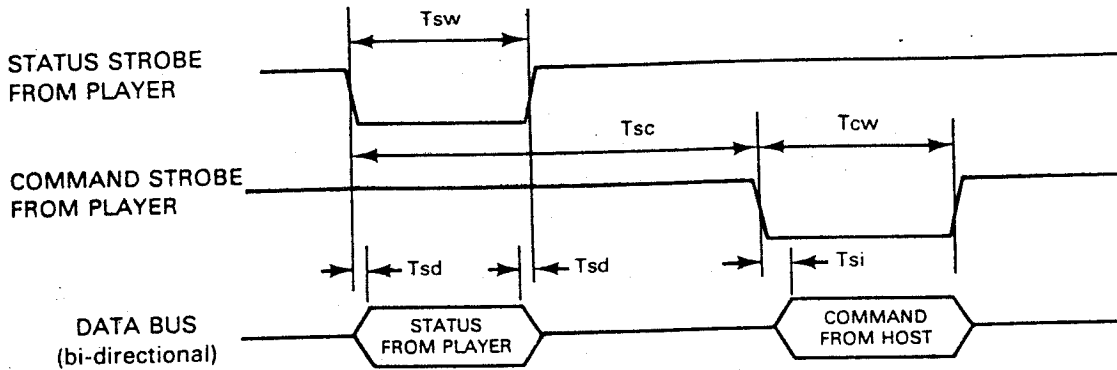 Tsw
STATUS STROBE
FROM PLAYER
Tsc
Tcw
COMMAND STROBE
FROM PLAYER
Tsd
Tsd
Tsi
DATA BUS
(bi-directional)
STATUS
FROM PLAYER
COMMAND
FROM HOST